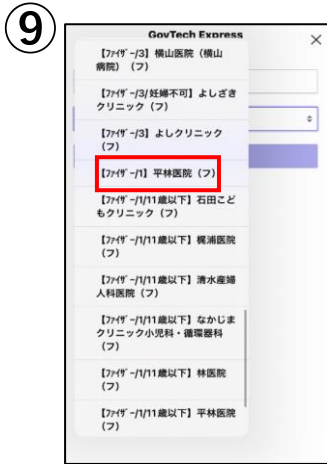 ⑨
GovTech Express
×
【ﾌｧｲｻﾞｰ/3】横山医院（横山
病院）（フ）
【ﾌｧｲｻﾞｰ/3/妊婦不可】よしざき
クリニック（フ）
【ﾌｧｲｻﾞｰ/3】よしクリニック
（フ）
【ﾌｧｲｻﾞｰ/1】平林医院（フ）
【ﾌｧｲｻﾞｰ/1/11歳以下】石田こど
もクリニック（フ）
【ﾌｧｲｻﾞｰ/1/11歳以下】梶浦医院
（フ）
【ﾌｧｲｻﾞｰ/1/11歳以下】清水産婦
人科医院（フ）
【ﾌｧｲｻﾞｰ/1/11歳以下】なかじま
クリニック小児科・循環器科
（フ）
【ﾌｧｲｻﾞｰ/1/11歳以下】林医院
（フ）
【ﾌｧｲｻﾞｰ/1/11歳以下】平林医院
（フ）